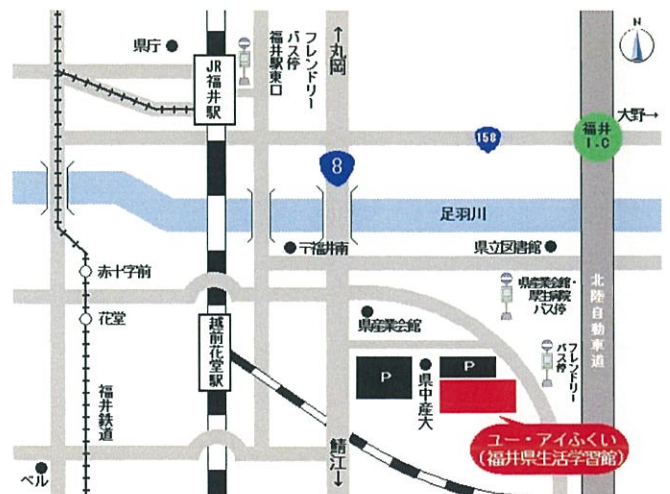 県庁
JR福井駅
フレンドリー
バス停
福井駅東口
↑丸岡
N
大野→
福井
I.C
158
8
足羽川
〒福井南
県立図書館
赤十字前
花堂
越前花堂駅
福井鉄道
県産業会館・
厚生病院
バス停
県産業会館
フレンドリー
バス停
北陸自動車道
P
県中産大
P
ユー・アイふくい
(福井県生活学習館)
鯖江↓
ベル